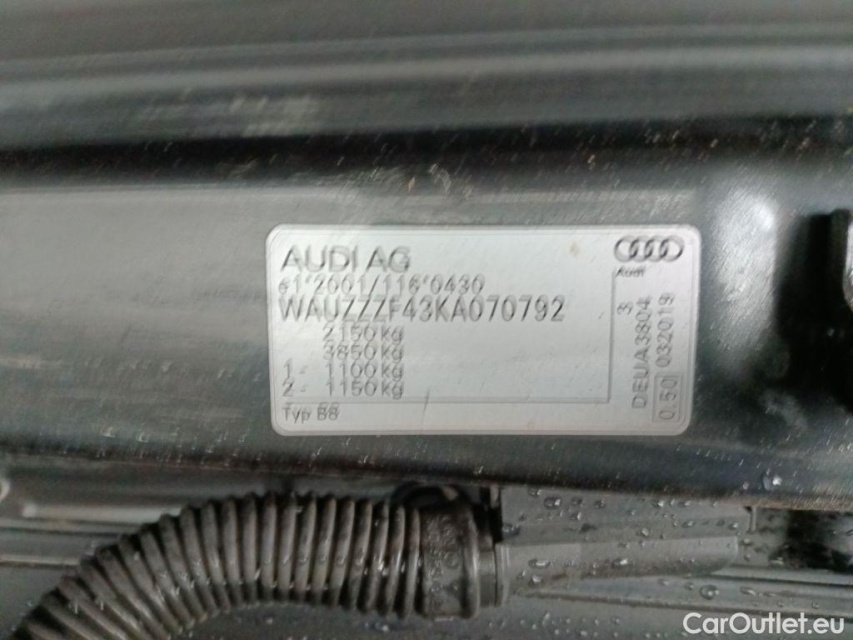 AUDI AG
e1*2001/116*0430
WAUZZZF43KA070792
2150 kg
3850 kg
1 - 1100 kg
2 - 1150 kg
Typ B8
Audi
DEUA3804 3
0.50 032019
CarOutlet.eu